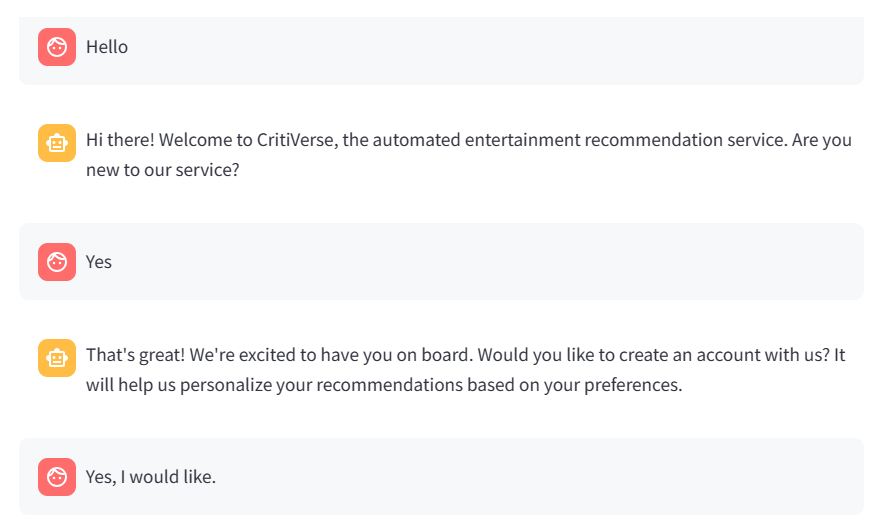 Hello
Hi there! Welcome to CritiVerse, the automated entertainment recommendation service. Are you
new to our service?
Yes
That's great! We're excited to have you on board. Would you like to create an account with us? It
will help us personalize your recommendations based on your preferences.
Yes, I would like.